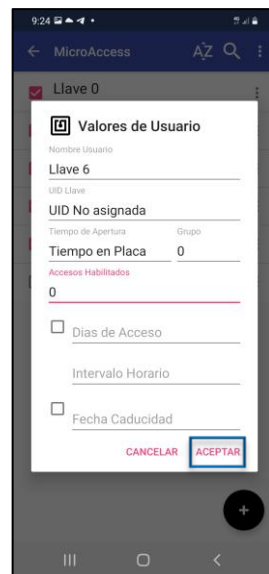 9:24
MicroAccess AZ
Llave 0
Valores de Usuario
Nombre Usuario
Llave 6
UID Llave
UID No asignada
Tiempo de Apertura Grupo
Tiempo en Placa 0
Accesos Habilitados
0
Dias de Acceso
Intervalo Horario
Fecha Caducidad
CANCELAR ACEPTAR
+